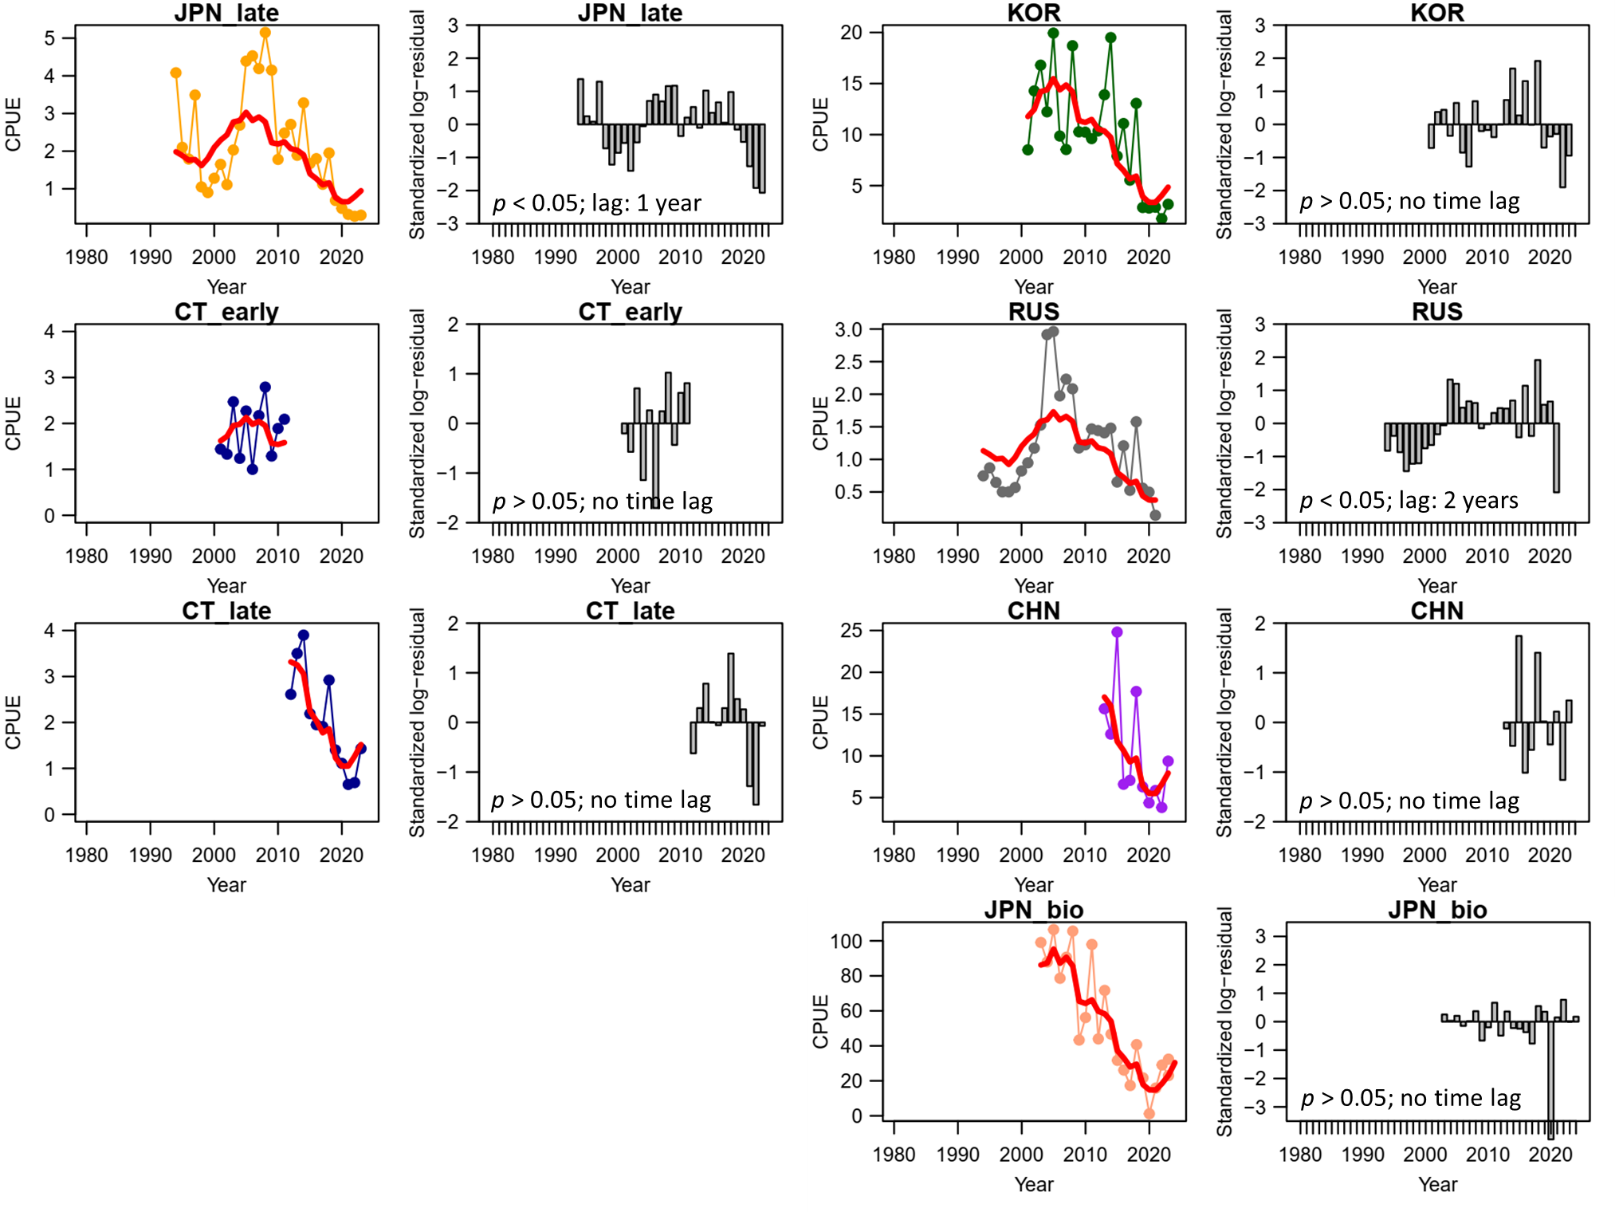 JPN_late
JPN_late
KOR
KOR
CPUE
5
4
3
2
1
1980 1990 2000 2010 2020
Year
Standardized log−residual
3
2
1
0
−1
−2
−3
p < 0.05; lag: 1 year
1980 1990 2000 2010 2020
Year
CPUE
20
15
10
5
1980 1990 2000 2010 2020
Year
Standardized log−residual
3
2
1
0
−1
−2
−3
p > 0.05; no time lag
1980 1990 2000 2010 2020
Year
CT_early
CT_early
RUS
RUS
CPUE
4
3
2
1
0
1980 1990 2000 2010 2020
Year
Standardized log−residual
2
1
0
−1
−2
p > 0.05; no time lag
1980 1990 2000 2010 2020
Year
CPUE
3.0
2.5
2.0
1.5
1.0
0.5
1980 1990 2000 2010 2020
Year
Standardized log−residual
3
2
1
0
−1
−2
−3
p < 0.05; lag: 2 years
1980 1990 2000 2010 2020
Year
CT_late
CT_late
CHN
CHN
CPUE
4
3
2
1
0
1980 1990 2000 2010 2020
Year
Standardized log−residual
2
1
0
−1
−2
p > 0.05; no time lag
1980 1990 2000 2010 2020
Year
CPUE
25
20
15
10
5
1980 1990 2000 2010 2020
Year
Standardized log−residual
2
1
0
−1
−2
p > 0.05; no time lag
1980 1990 2000 2010 2020
Year
JPN_bio
JPN_bio
CPUE
100
80
60
40
20
0
1980 1990 2000 2010 2020
Year
Standardized log−residual
3
2
1
0
−1
−2
−3
p > 0.05; no time lag
1980 1990 2000 2010 2020
Year